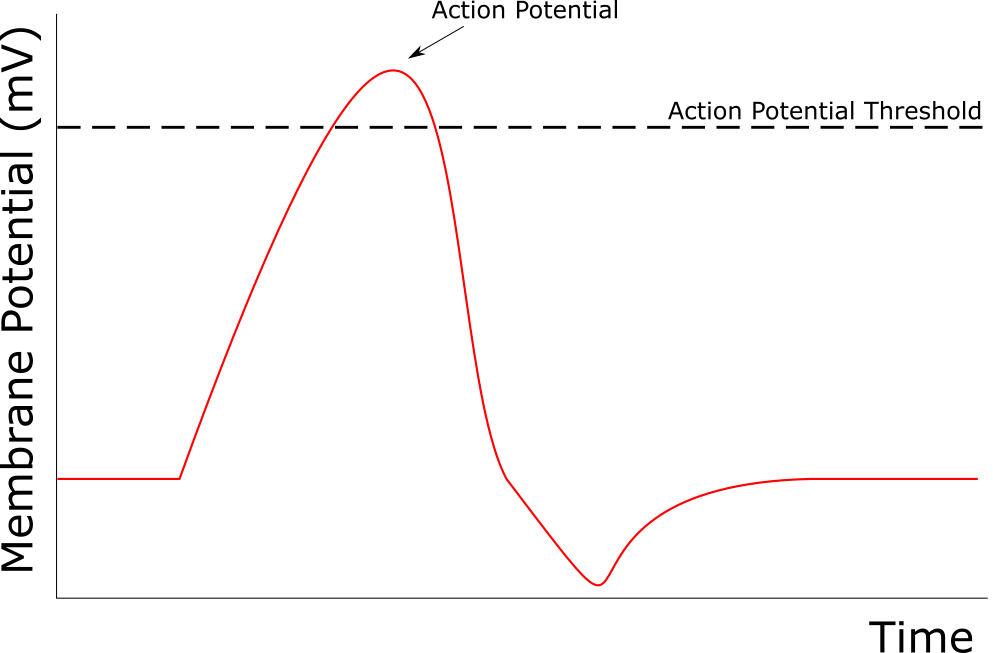 Action Potential
Action Potential Threshold
Membrane Potential (mV)
Time